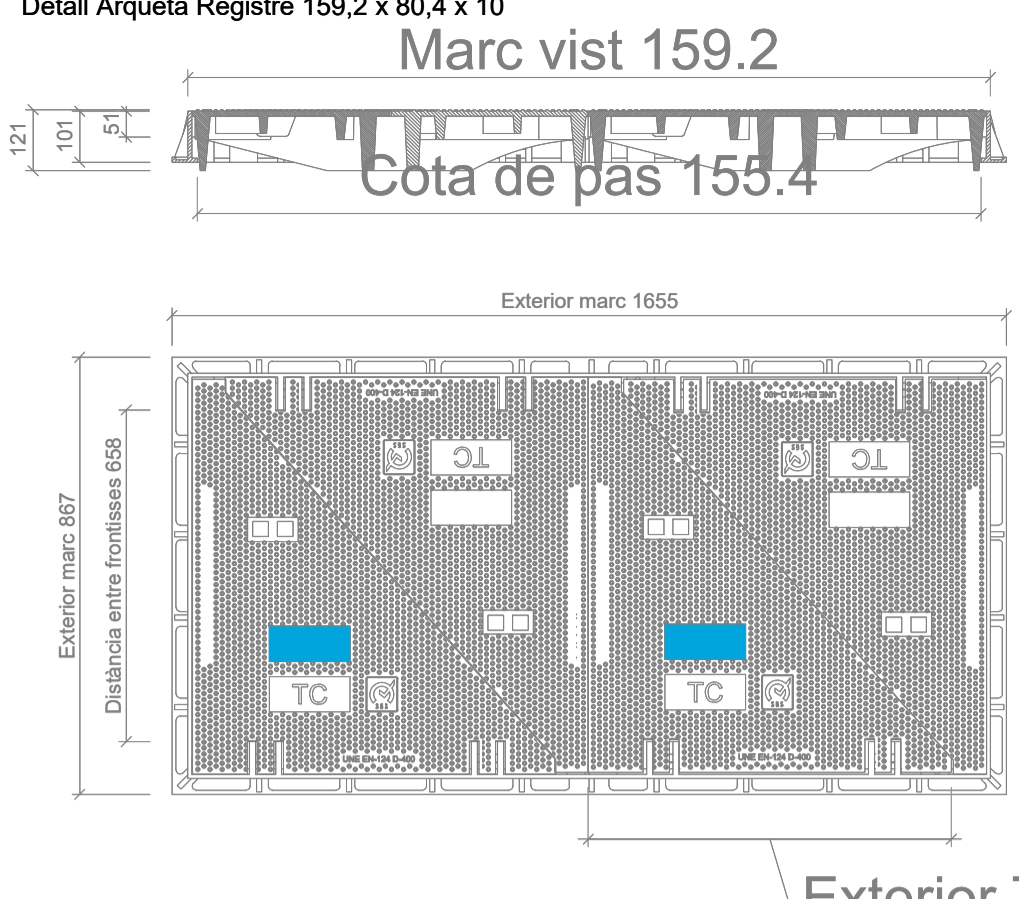 Detall Arqueta Registre 159,2 x 80,4 x 10
Marc vist 159.2
121
101
51
Cota de pas 155.4
Exterior marc 1655
Exterior marc 867
Distància entre frontisses 658
UNE EN-124 D-400
UNE EN-124 D-400
TC
TC
TC
TC
UNE EN-124 D-400
UNE EN-124 D-400
Exterior